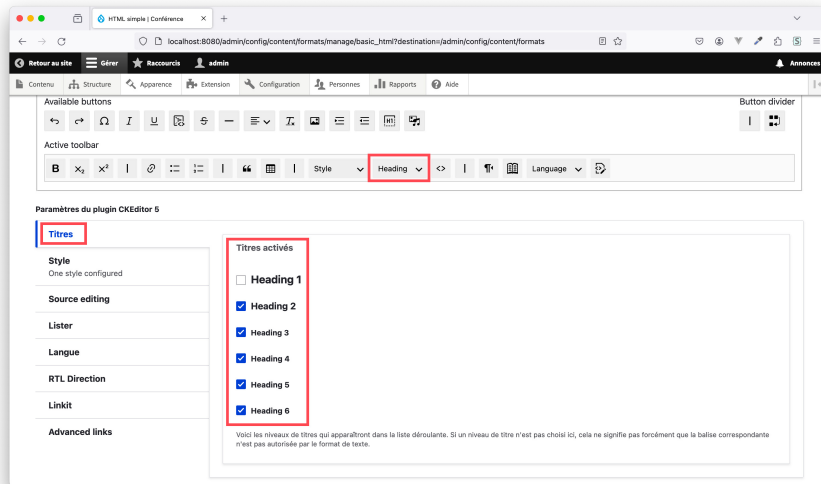 HTML simple | Conférence
localhost:8080/admin/config/content/formats/manage/basic_html?destination=/admin/config/content/formats
Retour au site Gérer Raccourcis admin Annonces
Contenu Structure Apparence Extension Configuration Personnes Rapports Aide
Available buttons Button divider
Active toolbar
B X₂ X² Style Heading Language
Paramètres du plugin CKEditor 5
Titres
Style
One style configured
Source editing
Lister
Langue
RTL Direction
Linkit
Advanced links
Titres activés
Heading 1
Heading 2
Heading 3
Heading 4
Heading 5
Heading 6
Voici les niveaux de titres qui apparaîtront dans la liste déroulante. Si un niveau de titre n'est pas choisi ici, cela ne signifie pas forcément que la balise correspondante
n'est pas autorisée par le format de texte.